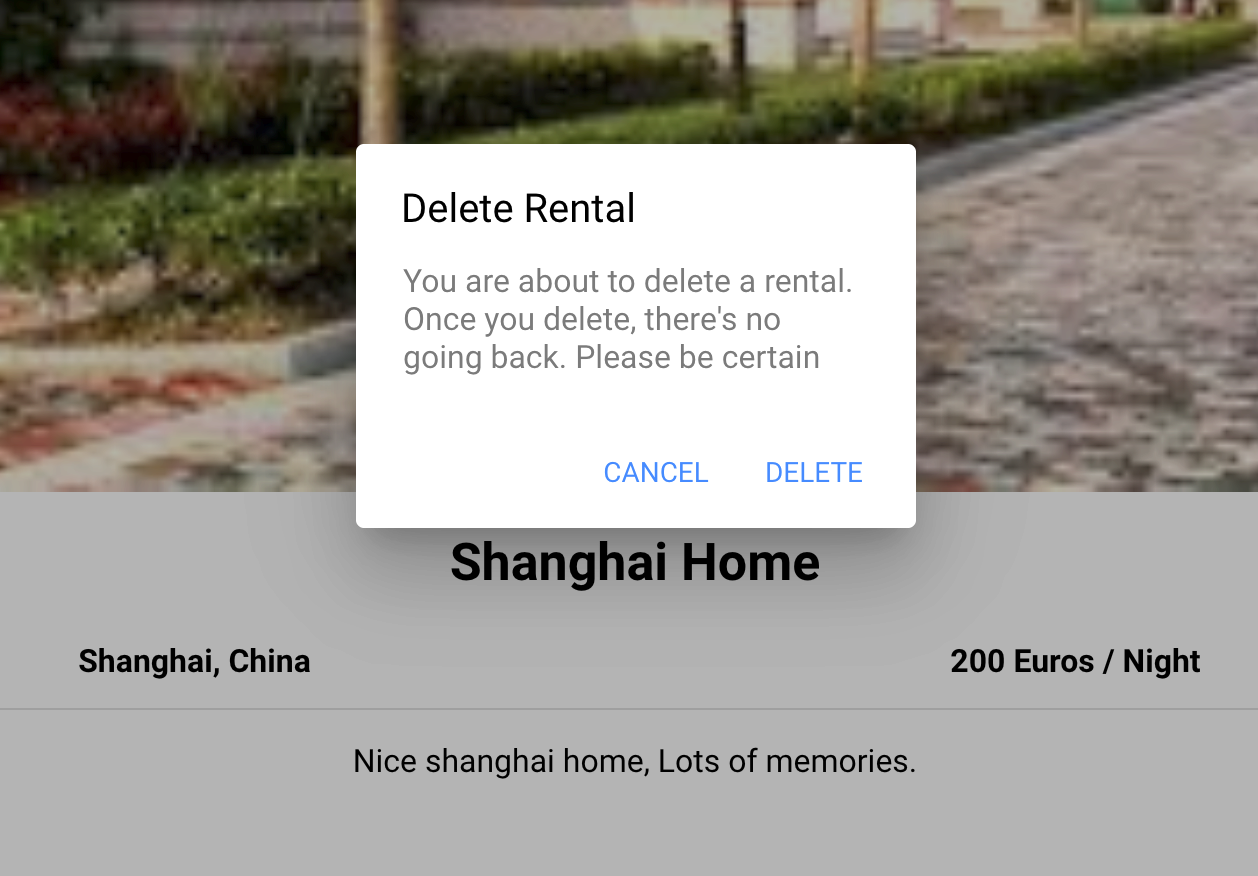 Delete Rental
You are about to delete a rental.
Once you delete, there's no
going back. Please be certain
CANCEL DELETE
Shanghai Home
Shanghai, China 200 Euros / Night
Nice shanghai home, Lots of memories.